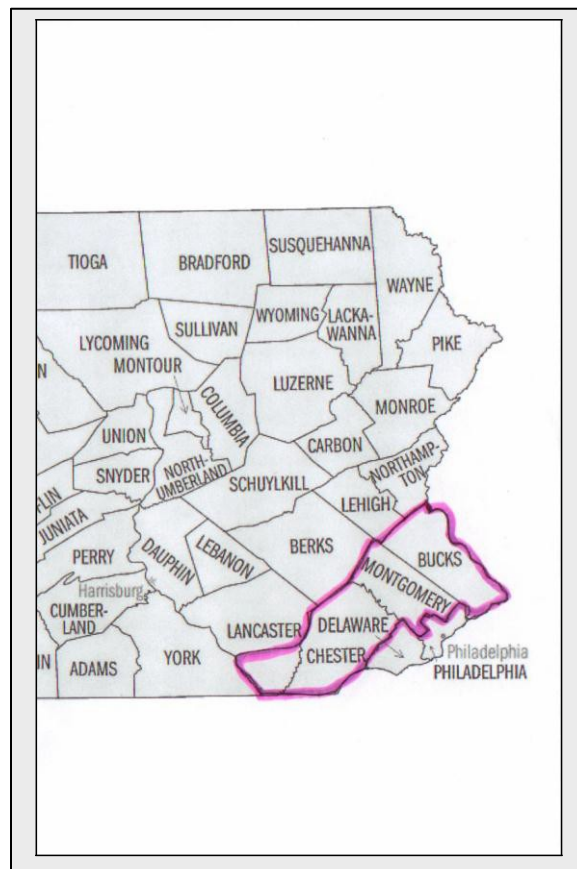 SUSQUEHANNA
TIOGA
BRADFORD
WAYNE
WYOMING
LACKA-
WANNA
SULLIVAN
LYCOMING
PIKE
MONTOUR
N
LUZERNE
COLUMBIA
MONROE
UNION
CARBON
NORTHAMP-
TON
SNYDER
NORTH-
UMBERLAND
SCHUYLKILL
FLIN
LEHIGH
JUNIATA
BERKS
BUCKS
PERRY
DAUPHIN
LEBANON
MONTGOMERY
Harrisburg
CUMBER-
LAND
LANCASTER
DELAWARE
Philadelphia
CHESTER
YORK
IN
ADAMS
PHILADELPHIA